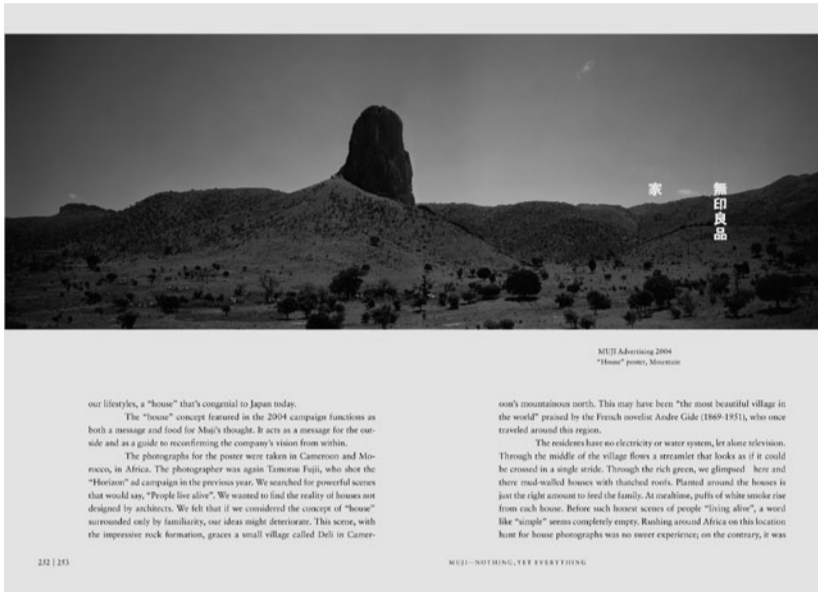 家
無印良品
MUJI Advertising 2004
"House" poster, Mountain
our lifestyles, a "house" that's congenial to Japan today.
The "house" concept featured in the 2004 campaign functions as
both a message and food for Muji's thought. It acts as a message for the out-
side and as a guide to reconfirming the company's vision from within.
The photographs for the poster were taken in Cameroon and Mo-
rocco, in Africa. The photographer was again Tamotsu Fujii, who shot the
"Horizon" ad campaign in the previous year. We searched for powerful scenes
that would say, "People live alive". We wanted to find the reality of houses not
designed by architects. We felt that if we considered the concept of "house"
surrounded only by familiarity, our ideas might deteriorate. This scene, with
the impressive rock formation, graces a small village called Deli in Camer-
oon's mountainous north. This may have been "the most beautiful village in
the world" praised by the French novelist Andre Gide (1869-1951), who once
traveled around this region.
The residents have no electricity or water system, let alone television.
Through the middle of the village flows a streamlet that looks as if it could
be crossed in a single stride. Through the rich green, we glimpsed here and
there mud-walled houses with thatched roofs. Planted around the houses is
just the right amount to feed the family. At mealtime, puffs of white smoke rise
from each house. Before such honest scenes of people "living alive", a word
like "simple" seems completely empty. Rushing around Africa on this location
hunt for house photographs was no sweet experience; on the contrary, it was
252 | 253
MUJI—NOTHING, YET EVERYTHING